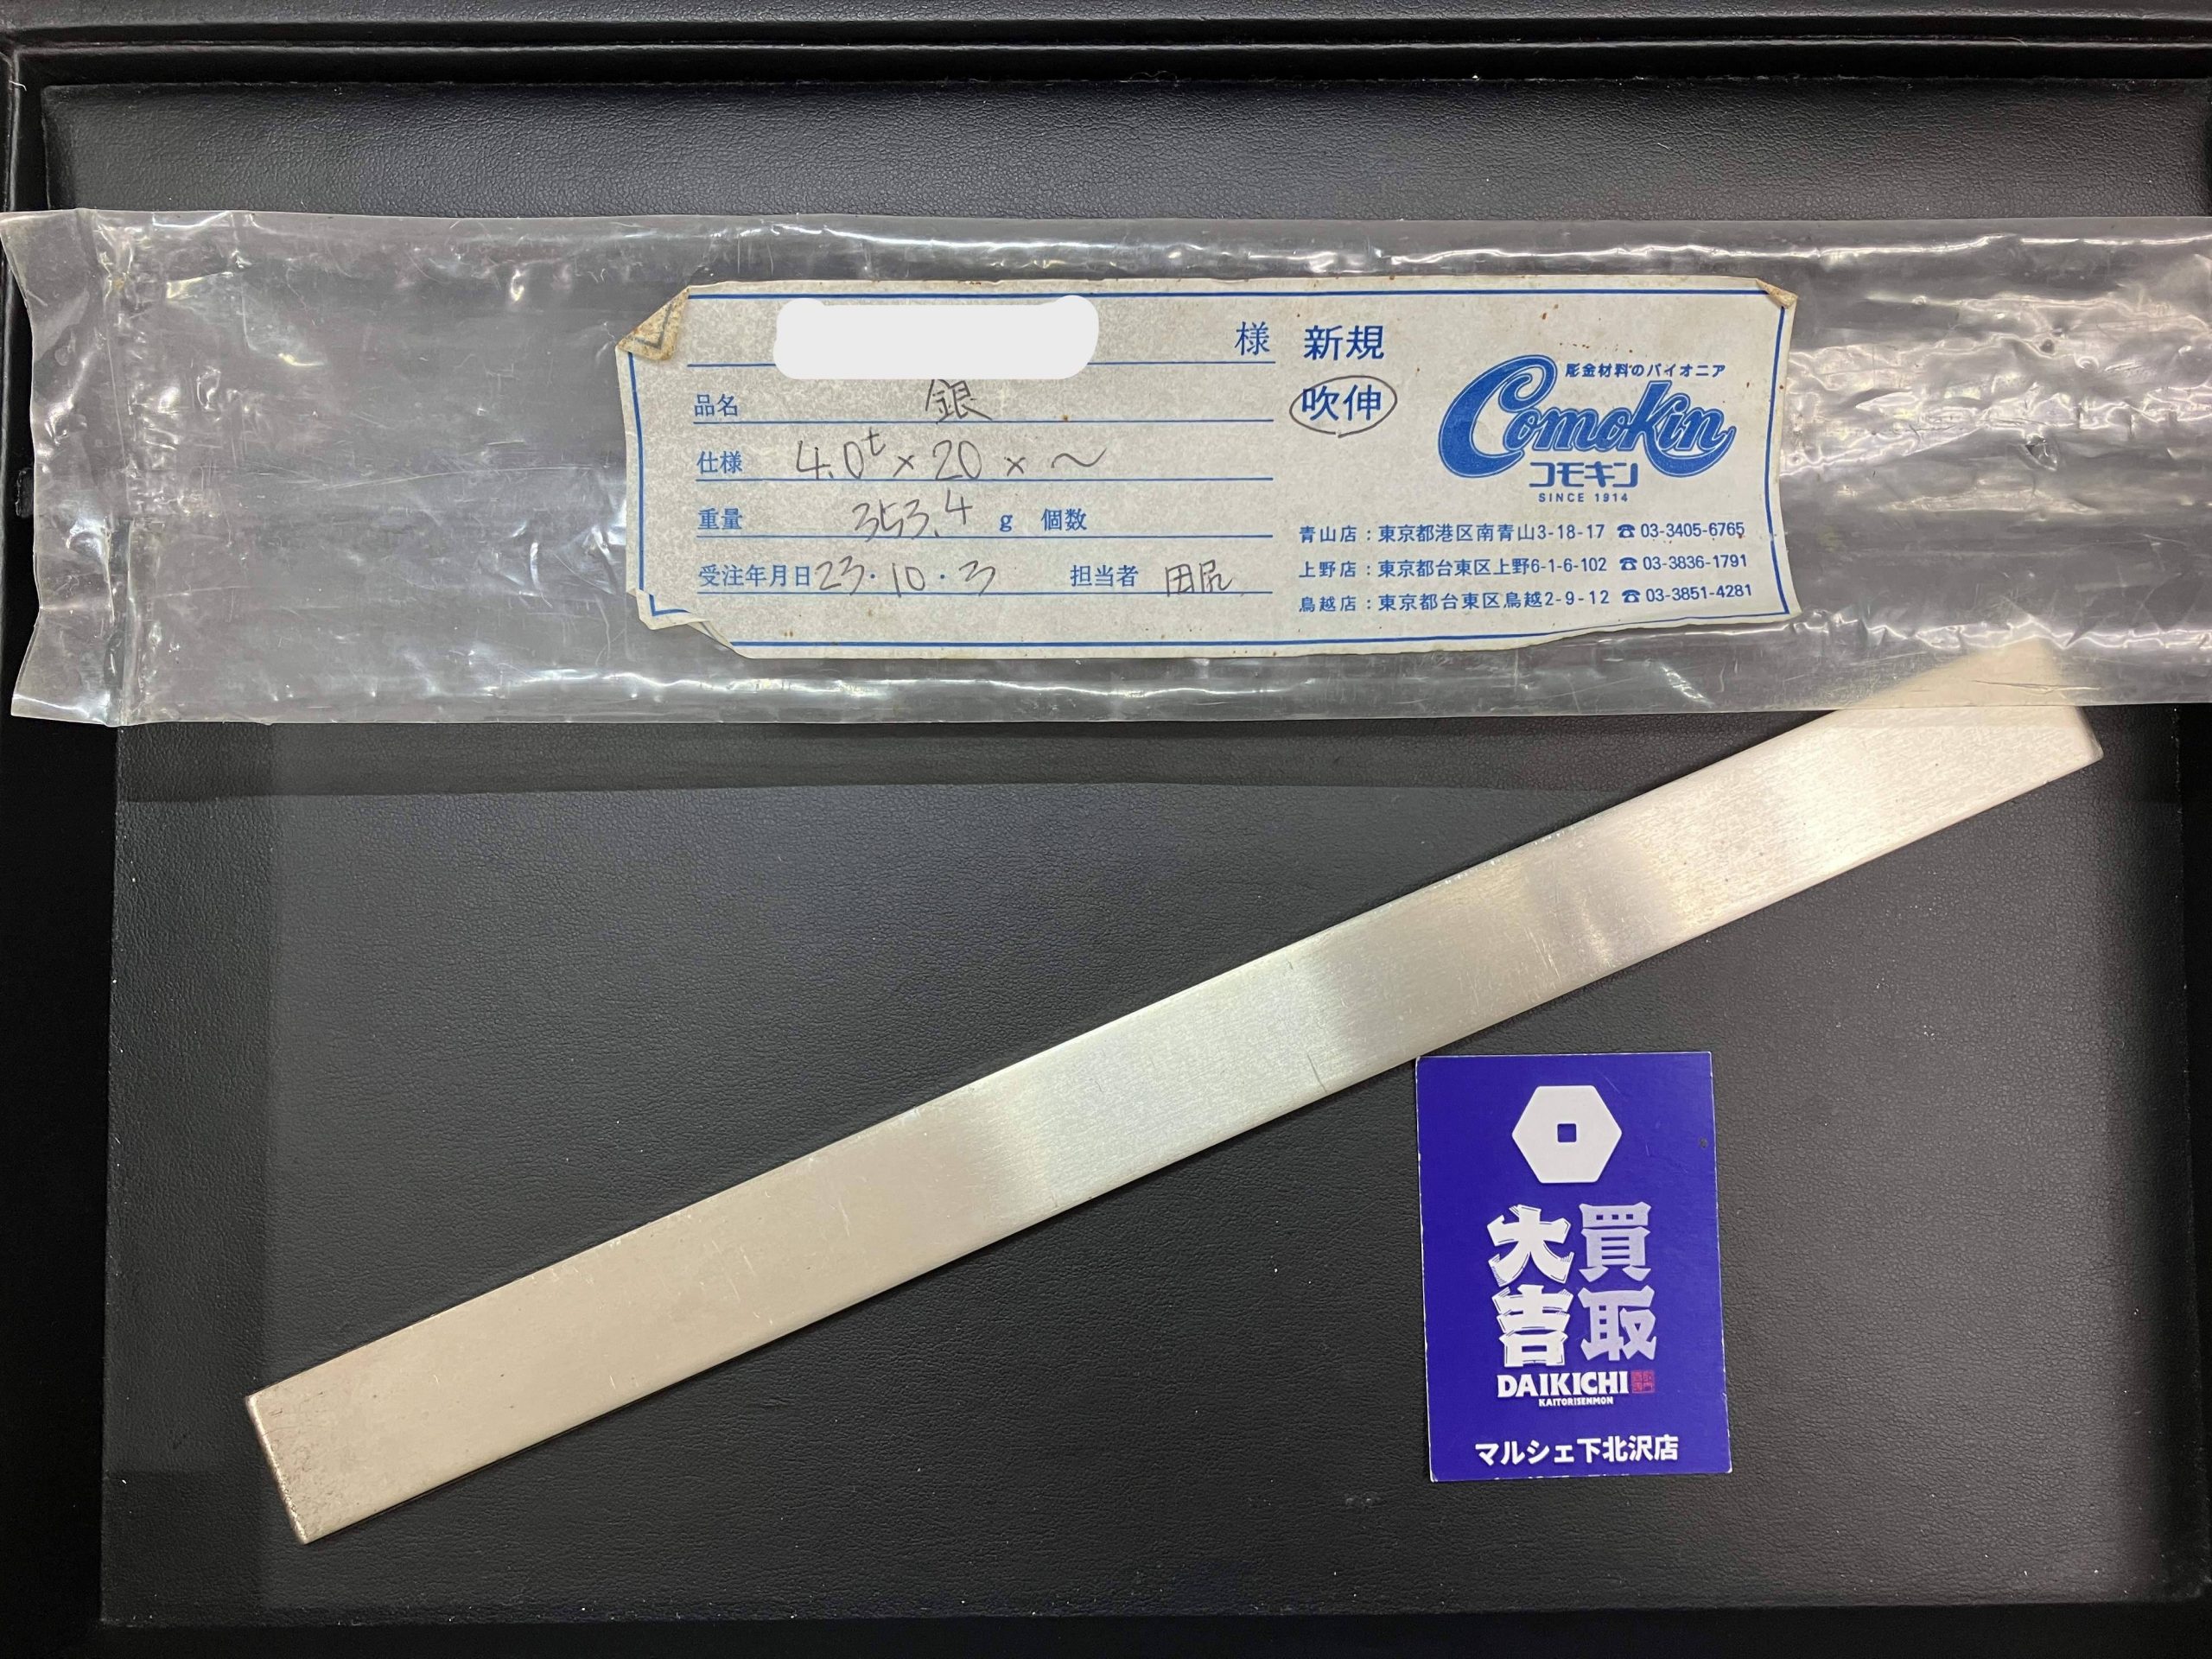 様
品名 銀
仕様 4.0t×20×〜
重量 353.4 g 個数
受注年月日 23・10・3 担当者 田尻
新規
吹伸
彫金材料のパイオニア
Comokin
コモキン
SINCE 1914
青山店：東京都港区南青山3-18-17 ☎03-3405-6765
上野店：東京都台東区上野6-1-6-102 ☎03-3836-1791
鳥越店：東京都台東区鳥越2-9-12 ☎03-3851-4281
買取
大吉
DAIKICHI
KAITORISENMON
マルシェ下北沢店